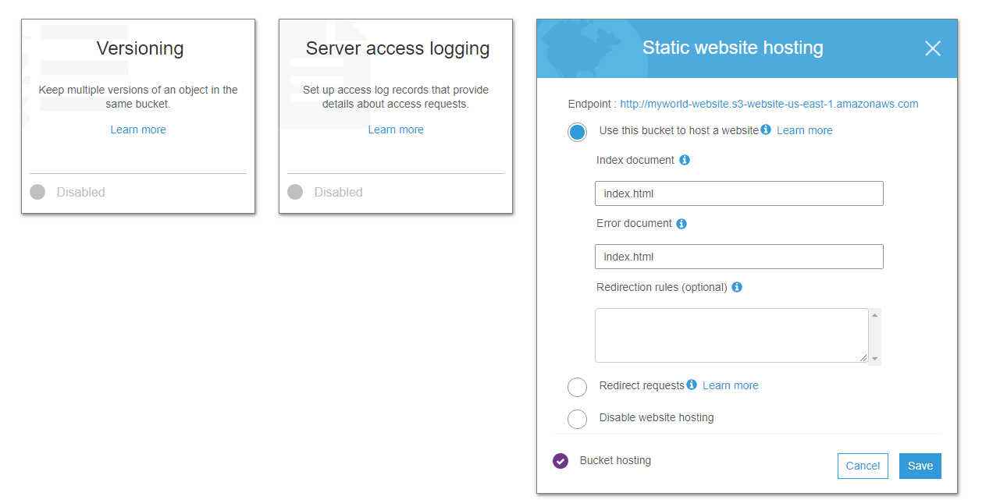 Versioning
Keep multiple versions of an object in the
same bucket.
Learn more
Disabled
Server access logging
Set up access log records that provide
details about access requests.
Learn more
Disabled
Static website hosting
Endpoint : http://myworld-website.s3-website-us-east-1.amazonaws.com
Use this bucket to host a website Learn more
Index document
index.html
Error document
index.html
Redirection rules (optional)
Redirect requests Learn more
Disable website hosting
Bucket hosting
Cancel
Save